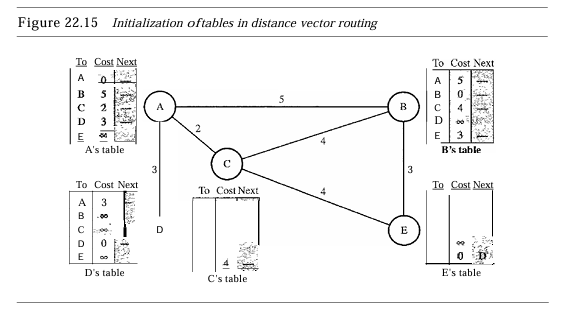 Figure 22.15 Initialization of tables in distance vector routing
To Cost Next
A 0
B 5
C 2
D 3
E ∞
A's table
To Cost Next
A 5
B 0
C 4
D ∞
E 3
B's table
A
5
B
2
4
C
3
4
3
D
E
To Cost Next
A 3
B ∞
C ∞
D 0
E ∞
D's table
To Cost Next
4
C's table
To Cost Next
∞
0 D
E's table